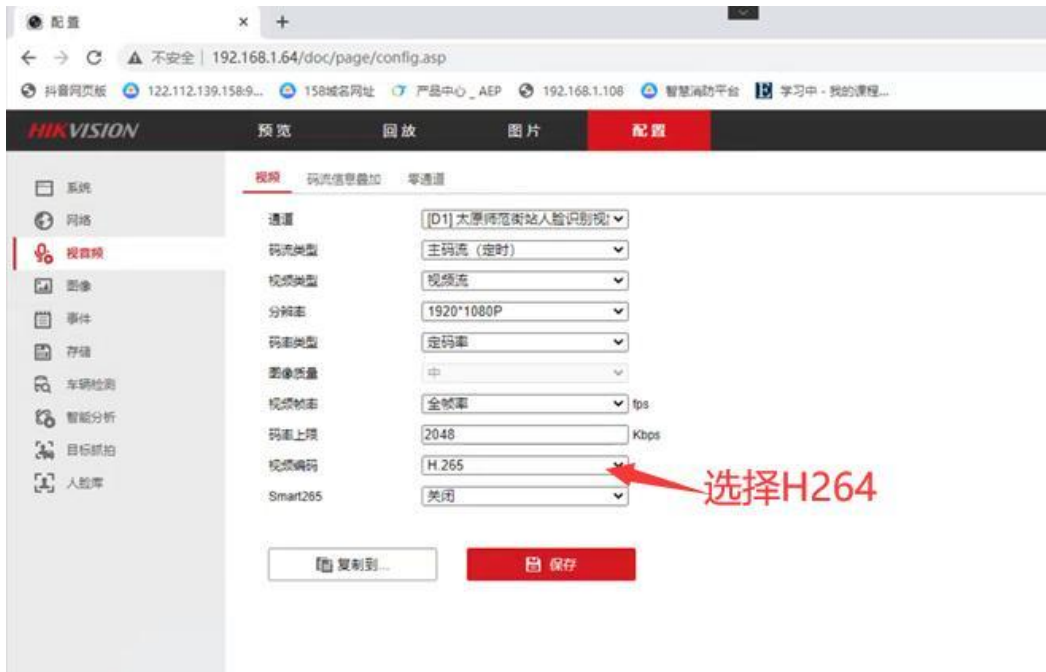 配置
不安全 | 192.168.1.64/doc/page/config.asp
抖音网页版 122.112.139.158:9... 158域名网址 产品中心_AEP 192.168.1.108 智慧消防平台 学习中 - 我的课程...
HIKVISION 预览 回放 图片 配置
系统
网络
视音频
图像
事件
存储
车辆检测
智能分析
目标抓拍
人脸库
视频 码流信息叠加 零通道
通道 [D1] 太原师范街站人脸识别视
码流类型 主码流（定时）
视频类型 视频流
分辨率 1920*1080P
码率类型 定码率
图像质量 中
视频帧率 全帧率 fps
码率上限 2048 Kbps
视频编码 H.265
Smart265 关闭
选择H264
复制到... 保存